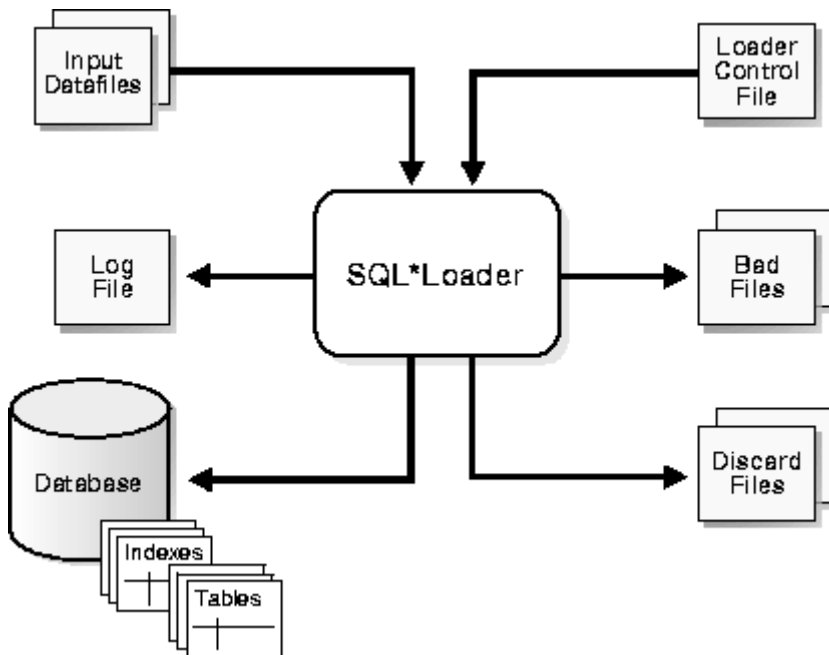 Input
Datafiles
Loader
Control
File
Log
File
SQL*Loader
Bad
Files
Database
Discard
Files
Indexes
Tables